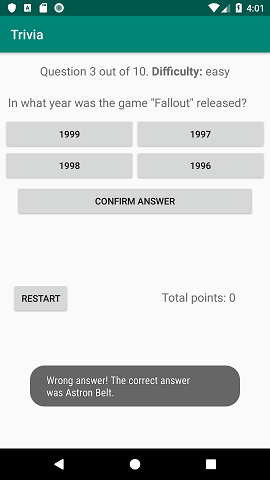 4:01
Trivia
Question 3 out of 10. Difficulty: easy
In what year was the game "Fallout" released?
1999 1997
1998 1996
CONFIRM ANSWER
RESTART Total points: 0
Wrong answer! The correct answer
was Astron Belt.